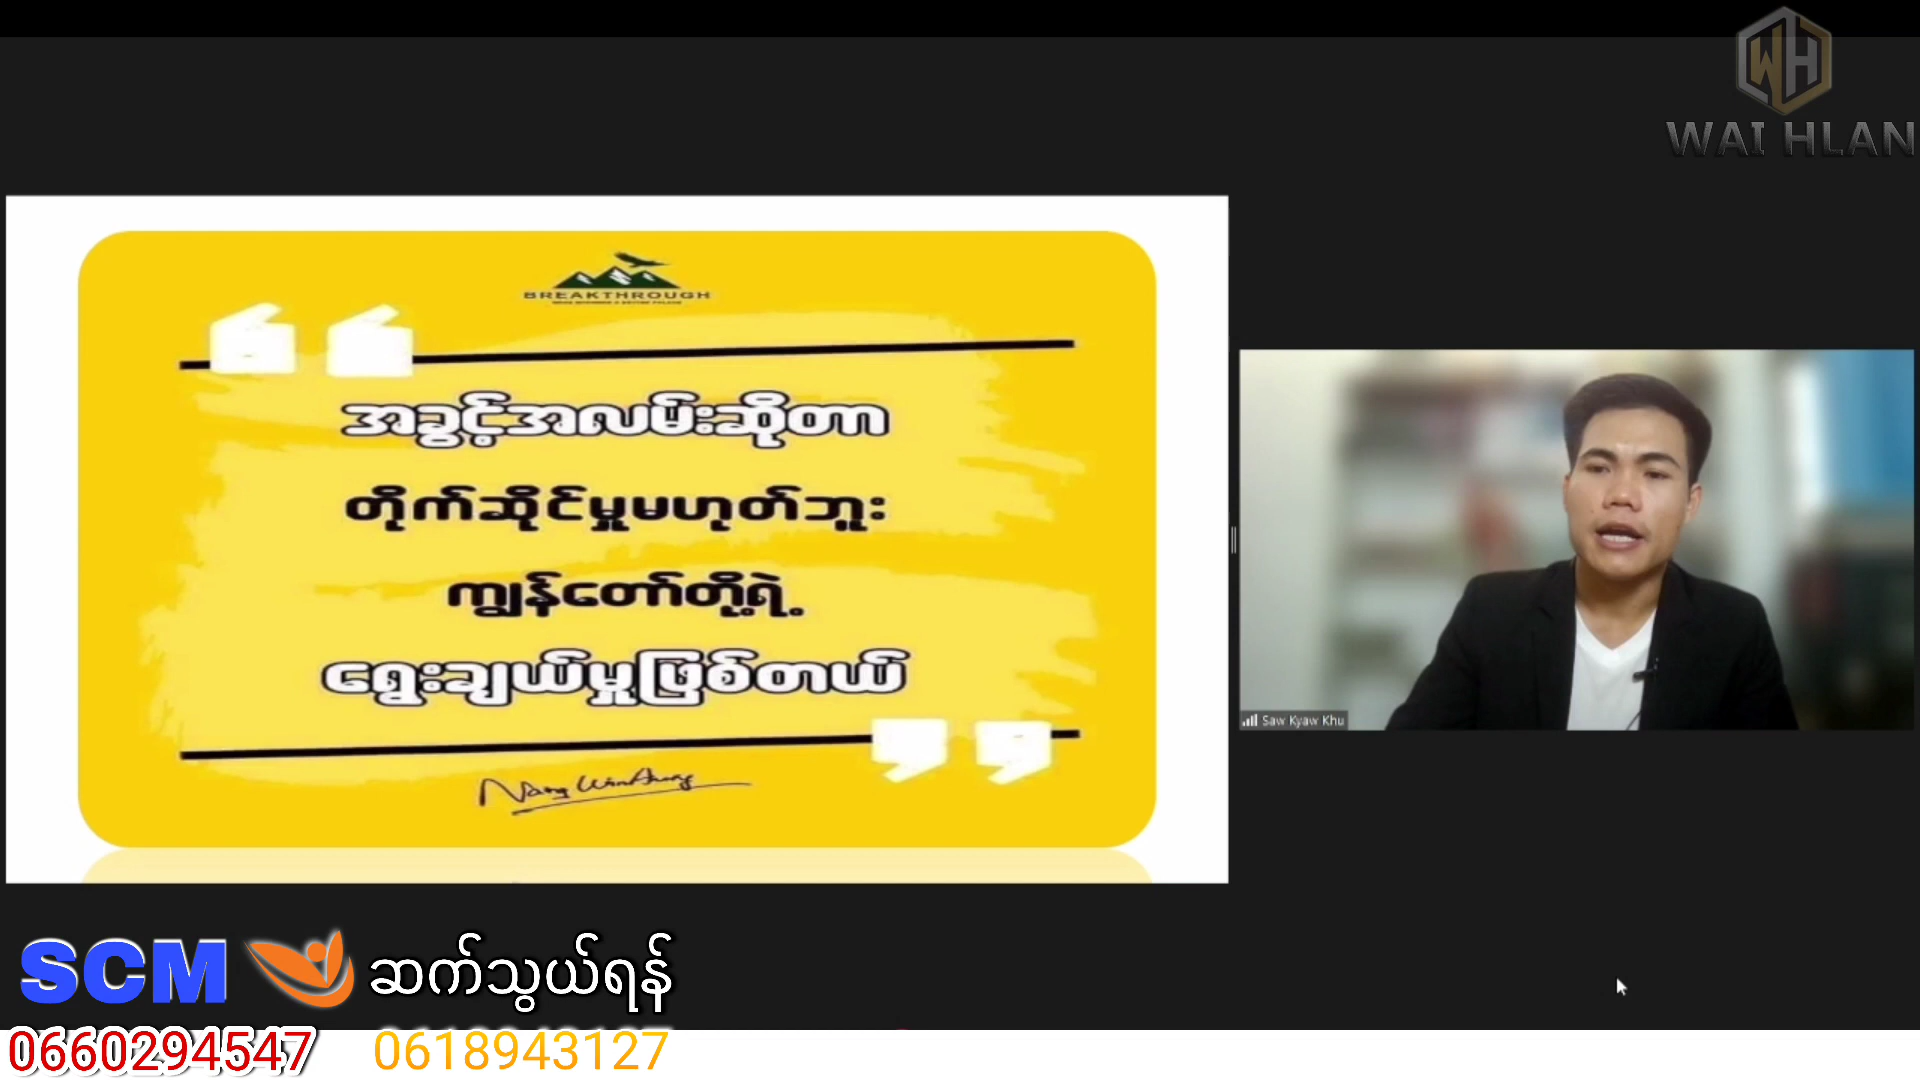 WH
WAI HLAN
BREAKTHROUGH
အခွင့်အလမ်းဆိုတာ
တိုက်ဆိုင်မှုမဟုတ်ဘူး
ကျွန်တော်တို့ရဲ့
ရွေးချယ်မှုဖြစ်တယ်
Saw Kyaw Khu
SCM ဆက်သွယ်ရန်
0660294547 0618943127